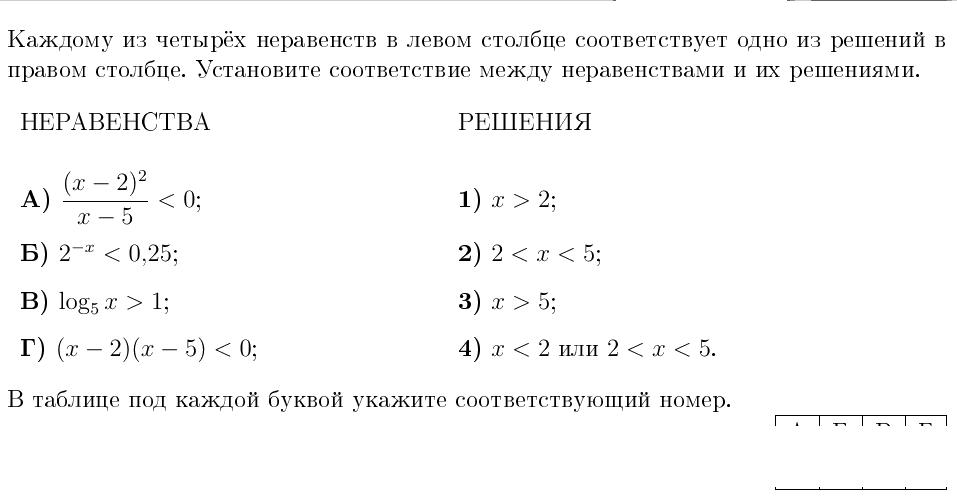 Каждому из четырёх неравенств в левом столбце соответствует одно из решений в
правом столбце. Установите соответствие между неравенствами и их решениями.
НЕРАВЕНСТВА
РЕШЕНИЯ
А) (x − 2)²/(x − 5) < 0;
1) x > 2;
Б) 2⁻ˣ < 0,25;
2) 2 < x < 5;
В) log₅ x > 1;
3) x > 5;
Г) (x − 2)(x − 5) < 0;
4) x < 2 или 2 < x < 5.
В таблице под каждой буквой укажите соответствующий номер.